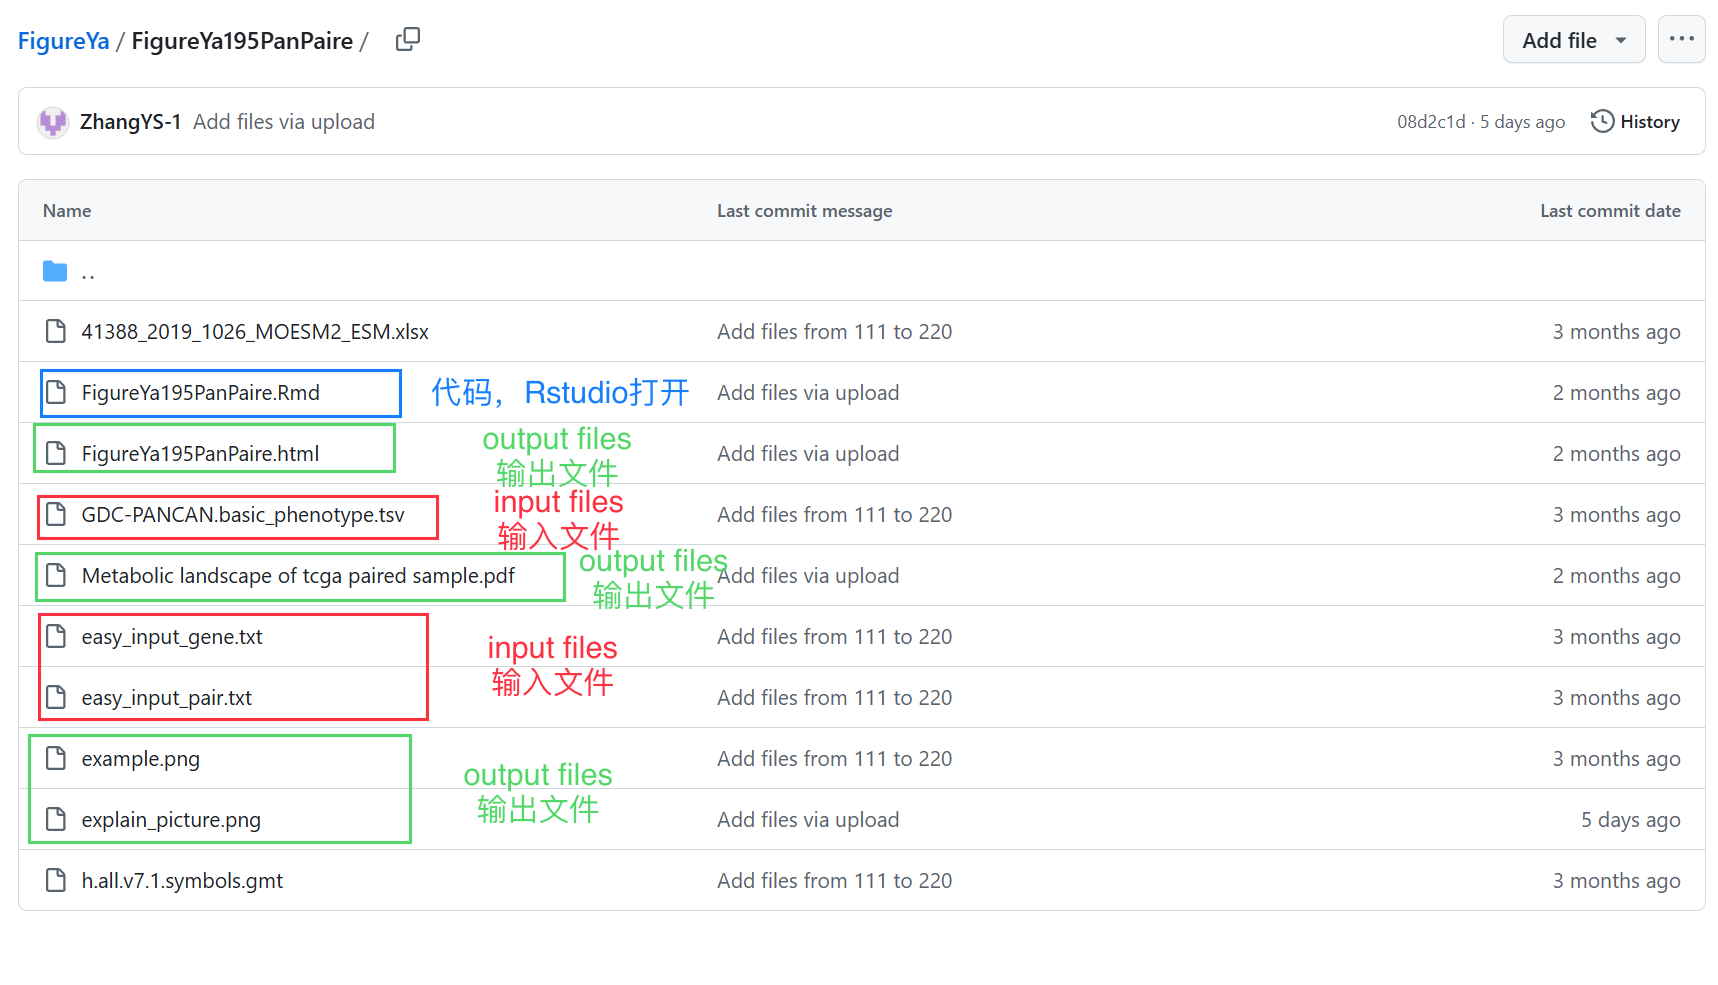 FigureYa / FigureYa195PanPaire /
Add file
ZhangYS-1 Add files via upload
08d2c1d · 5 days ago
History
Name Last commit message Last commit date
..
41388_2019_1026_MOESM2_ESM.xlsx Add files from 111 to 220 3 months ago
FigureYa195PanPaire.Rmd 代码，Rstudio打开 Add files via upload 2 months ago
output files
FigureYa195PanPaire.html Add files via upload 2 months ago
输出文件
input files
GDC-PANCAN.basic_phenotype.tsv Add files from 111 to 220 3 months ago
输入文件
output files
Metabolic landscape of tcga paired sample.pdf Add files via upload 2 months ago
输出文件
easy_input_gene.txt Add files from 111 to 220 3 months ago
input files
输入文件
easy_input_pair.txt Add files from 111 to 220 3 months ago
example.png Add files from 111 to 220 3 months ago
output files
输出文件
explain_picture.png Add files via upload 5 days ago
h.all.v7.1.symbols.gmt Add files from 111 to 220 3 months ago